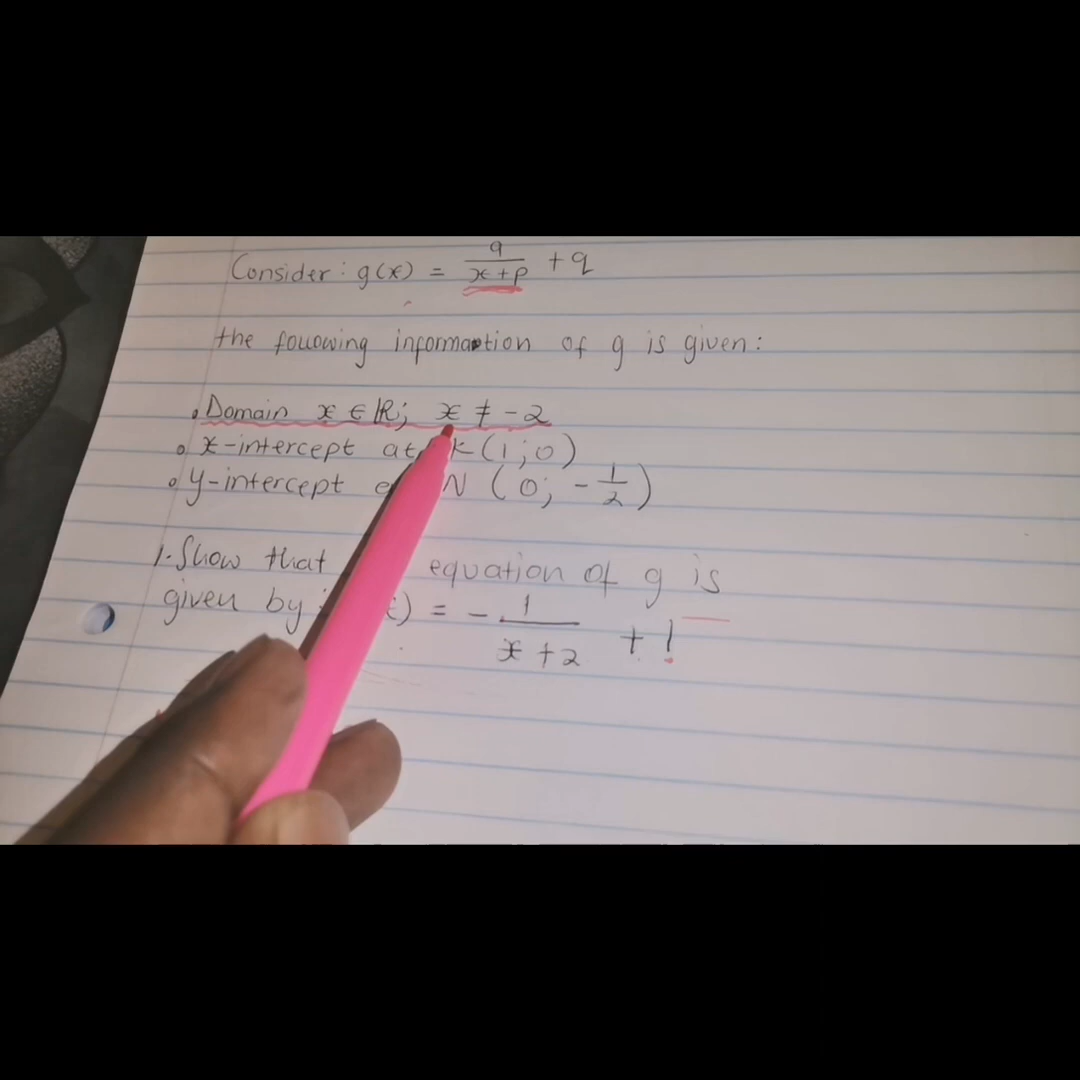 Consider: g(x) = a/(x+p) + q
the following information of g is given:
• Domain x ∈ ℝ; x ≠ -2
• x-intercept at K(1;0)
• y-intercept N (0; -1/2)
1. Show that equation of g is
given by = -1/(x+2) + 1